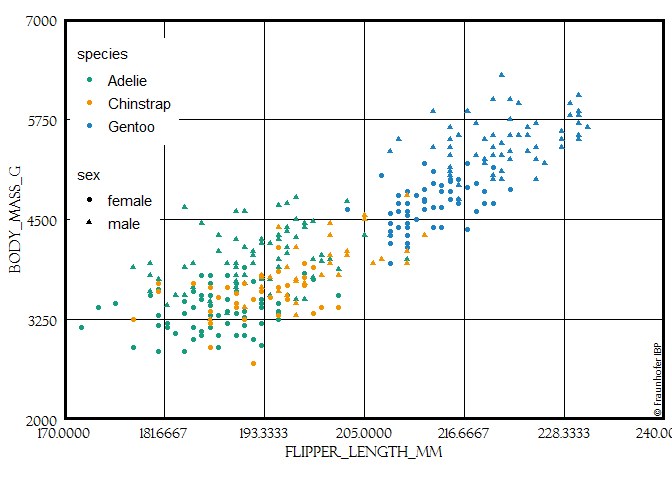 7000
5750
4500
3250
2000
BODY_MASS_G
species
Adelie
Chinstrap
Gentoo
sex
female
male
© Fraunhofer IBP
170.0000 181.6667 193.3333 205.0000 216.6667 228.3333 240.00
FLIPPER_LENGTH_MM